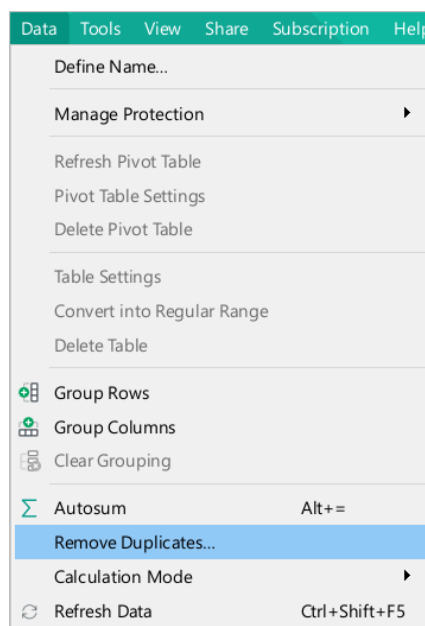 Data Tools View Share Subscription Help
Define Name...
Manage Protection
Refresh Pivot Table
Pivot Table Settings
Delete Pivot Table
Table Settings
Convert into Regular Range
Delete Table
Group Rows
Group Columns
Clear Grouping
Autosum Alt+=
Remove Duplicates...
Calculation Mode
Refresh Data Ctrl+Shift+F5